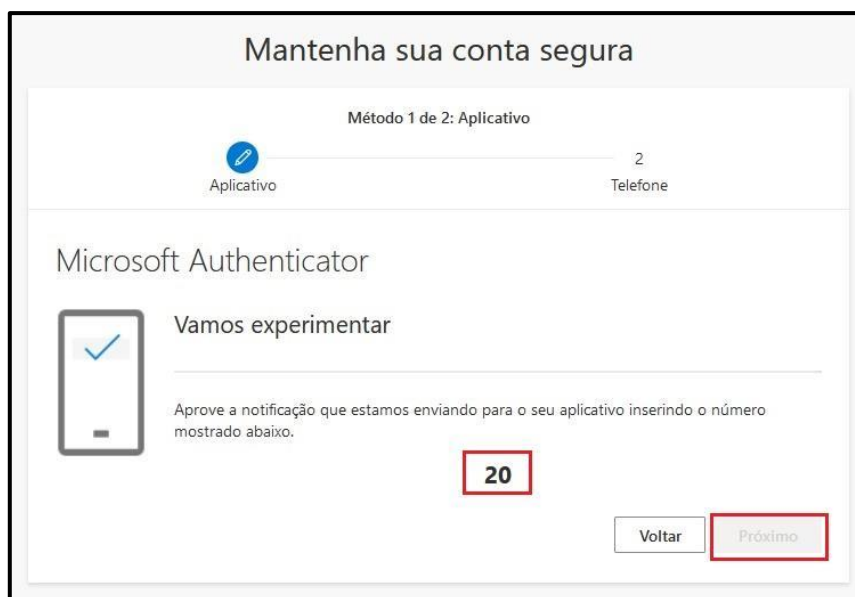 Mantenha sua conta segura
Método 1 de 2: Aplicativo
2
Aplicativo
Telefone
Microsoft Authenticator
Vamos experimentar
Aprove a notificação que estamos enviando para o seu aplicativo inserindo o número
mostrado abaixo.
20
Voltar
Próximo